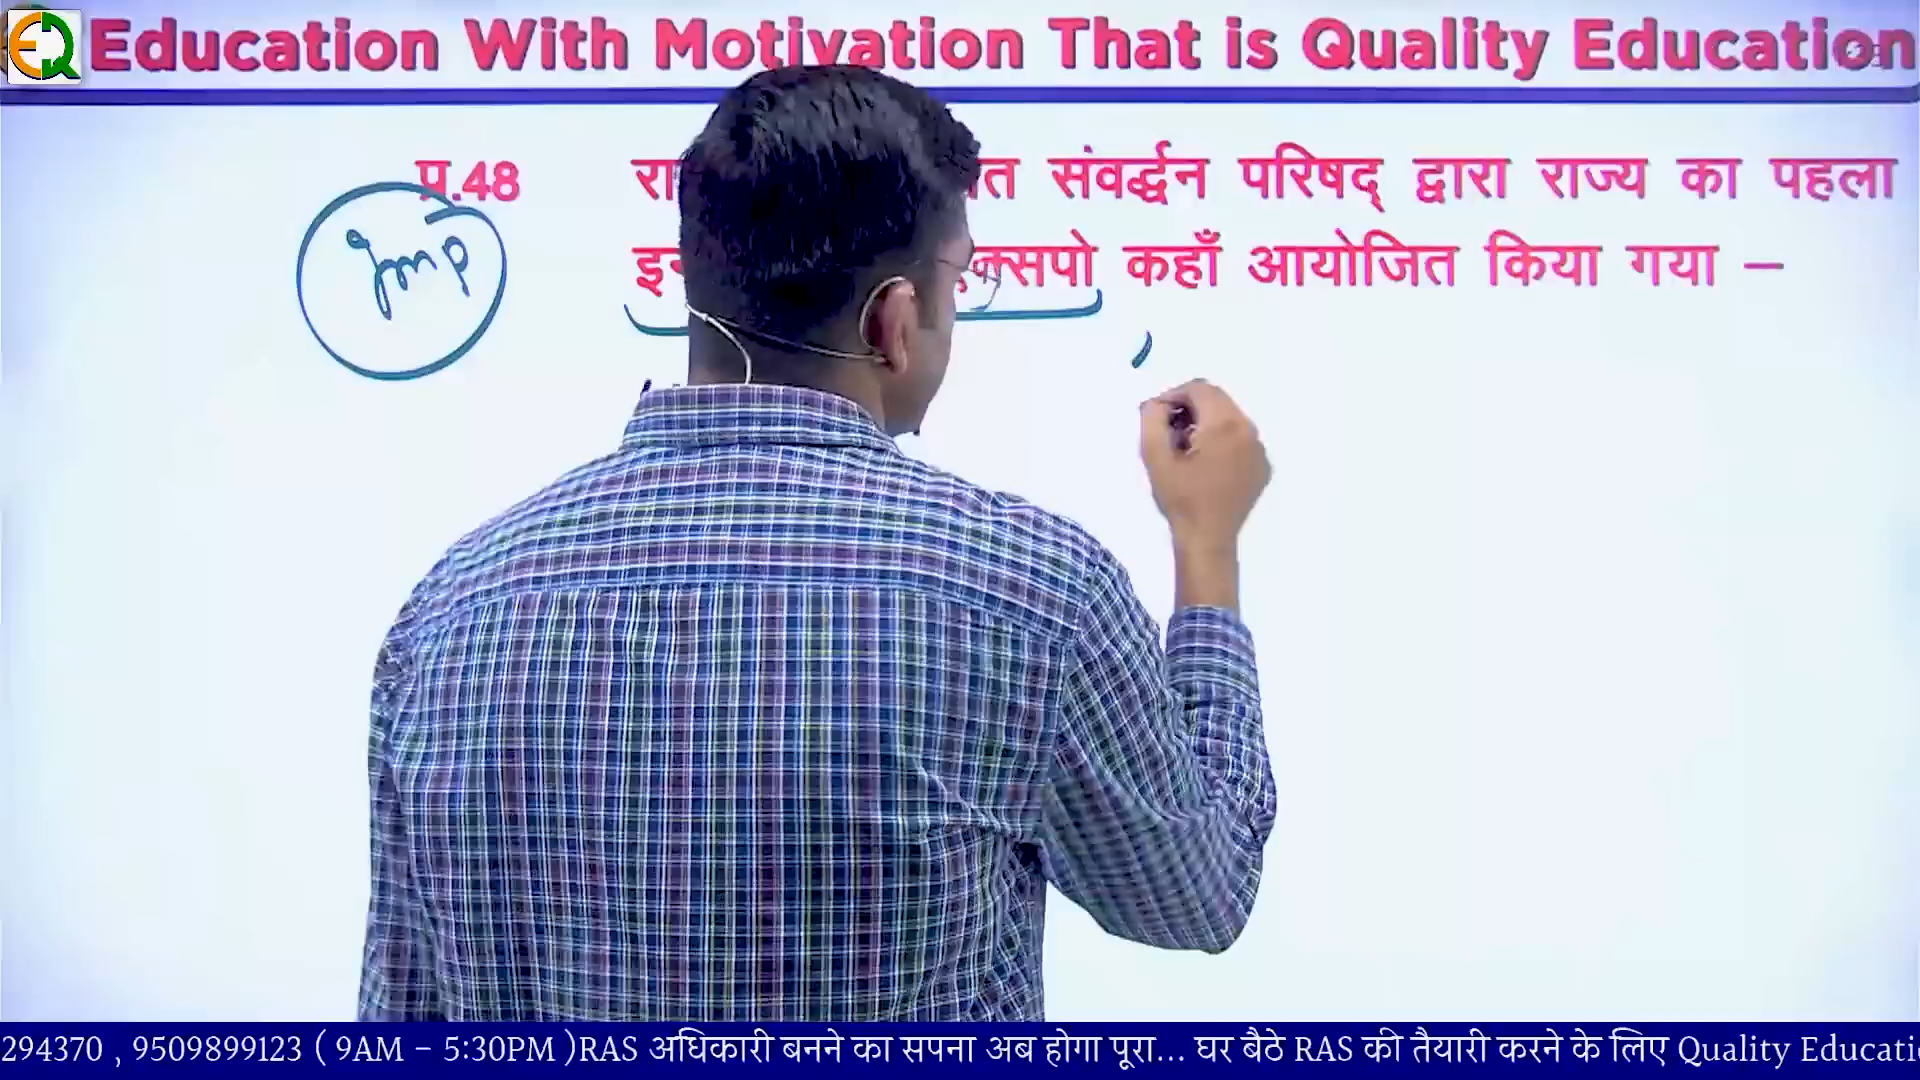 EQ
Education With Motivation That is Quality Education
प्र.48 संवर्द्धन परिषद् द्वारा राज्य का पहला
कहाँ आयोजित किया गया –
Imp
294370 , 9509899123 ( 9AM – 5:30PM )RAS अधिकारी बनने का सपना अब होगा पूरा... घर बैठे RAS की तैयारी करने के लिए Quality Educati